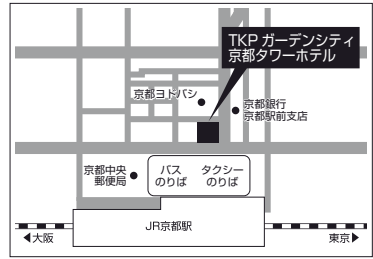 TKP ガーデンシティ
京都タワーホテル
京都ヨドバシ
京都銀行
京都駅前支店
京都中央
郵便局
バス
のりば
タクシー
のりば
JR京都駅
◀大阪
東京▶